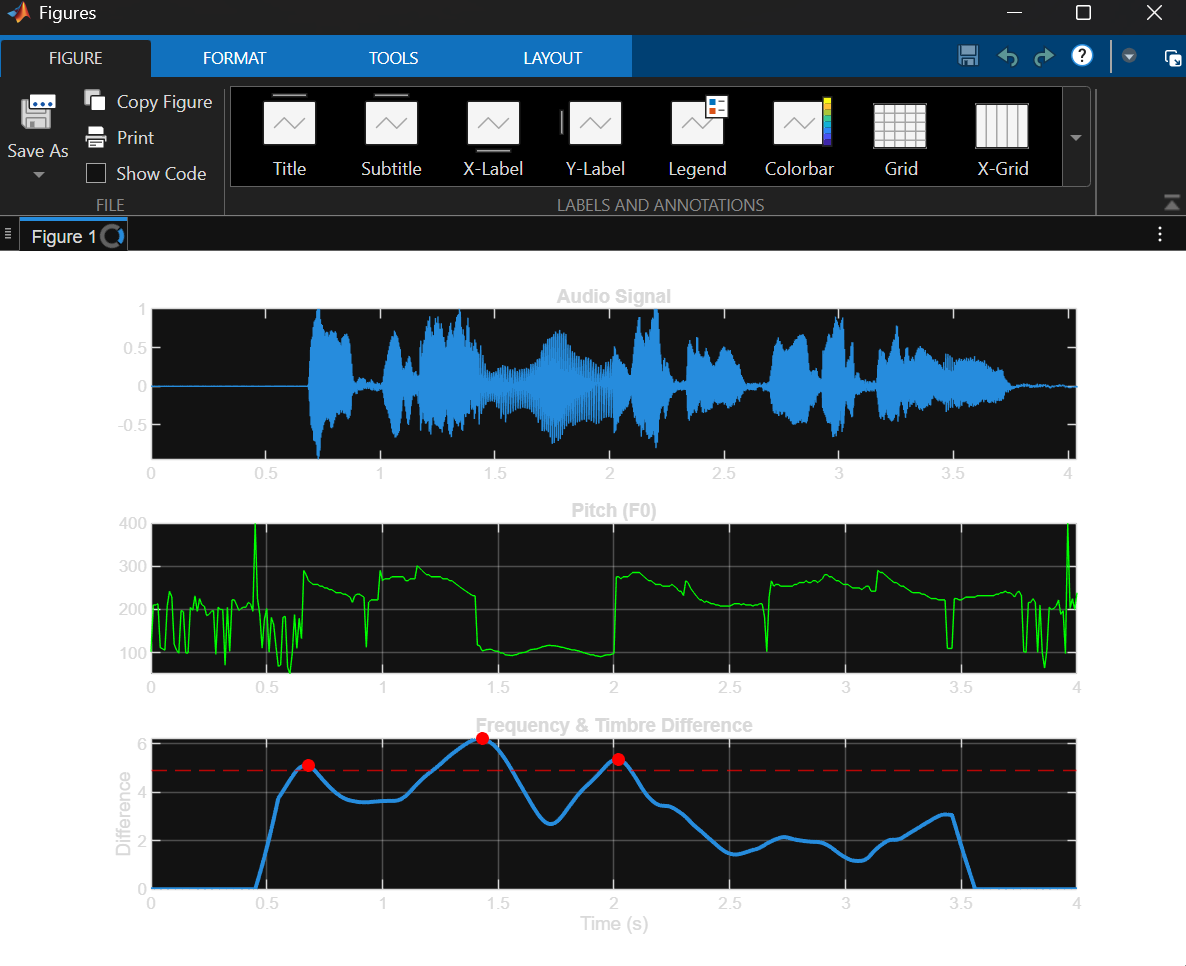 Figures
FIGURE FORMAT TOOLS LAYOUT
Save As
Copy Figure
Print
Show Code
FILE
Title Subtitle X-Label Y-Label Legend Colorbar Grid X-Grid
LABELS AND ANNOTATIONS
Figure 1
Audio Signal
1
0.5
0
-0.5
0 0.5 1 1.5 2 2.5 3 3.5 4
Pitch (F0)
400
300
200
100
0 0.5 1 1.5 2 2.5 3 3.5 4
Frequency & Timbre Difference
Difference
6
4
2
0
0 0.5 1 1.5 2 2.5 3 3.5 4
Time (s)